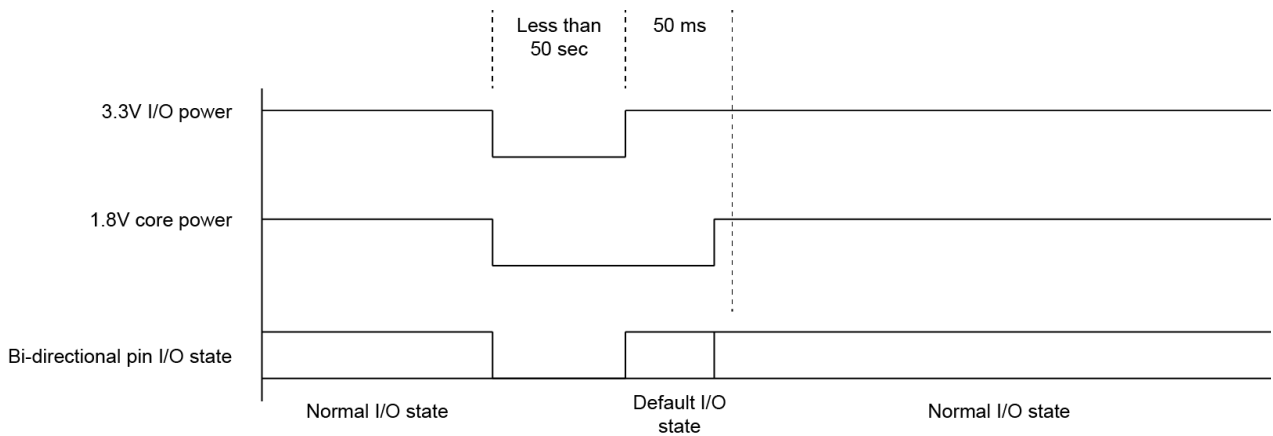 Less than
50 sec
50 ms
3.3V I/O power
1.8V core power
Bi-directional pin I/O state
Normal I/O state
Default I/O
state
Normal I/O state